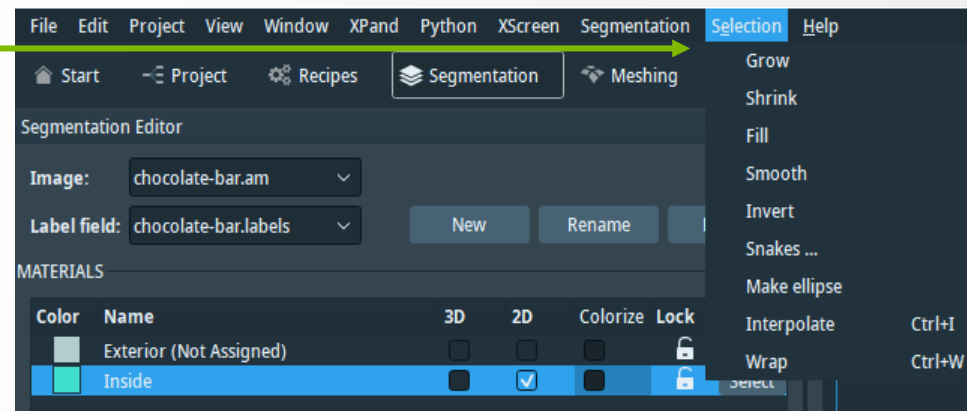 File Edit Project View Window XPand Python XScreen Segmentation Selection Help
Start Project Recipes Segmentation Meshing
Grow
Shrink
Fill
Smooth
Invert
Snakes ...
Make ellipse
Interpolate Ctrl+I
Wrap Ctrl+W
Segmentation Editor
Image: chocolate-bar.am
Label field: chocolate-bar.labels New Rename
MATERIALS
Color Name 3D 2D Colorize Lock
Exterior (Not Assigned)
Inside Select